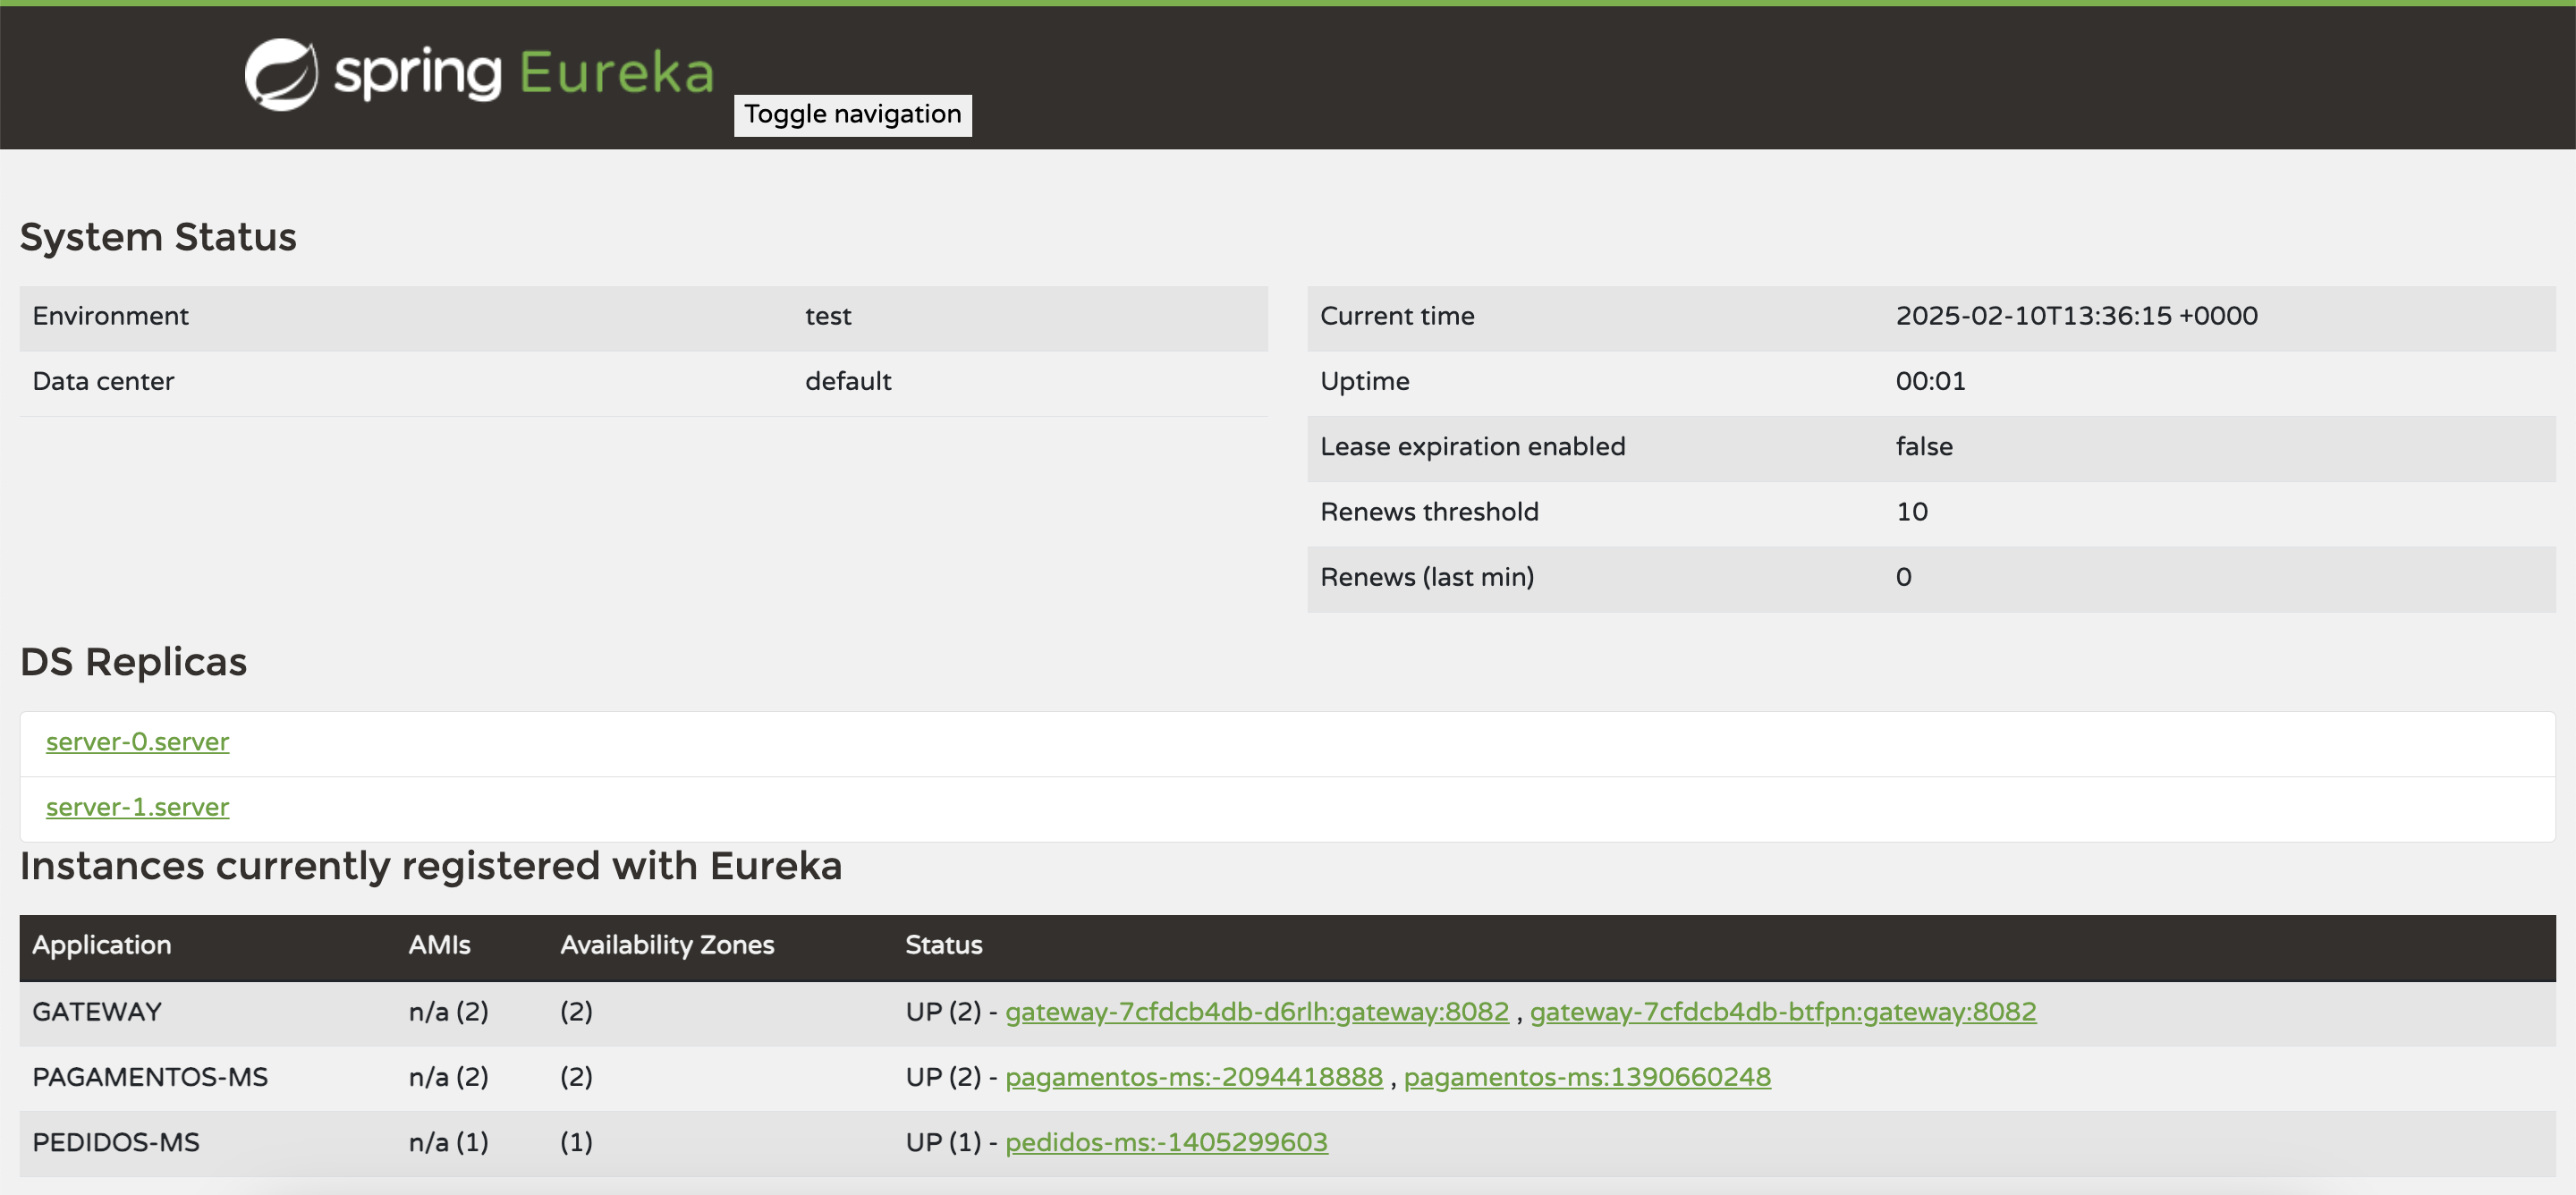 spring Eureka
Toggle navigation
System Status
Environment test
Data center default
Current time 2025-02-10T13:36:15 +0000
Uptime 00:01
Lease expiration enabled false
Renews threshold 10
Renews (last min) 0
DS Replicas
server-0.server
server-1.server
Instances currently registered with Eureka
Application AMIs Availability Zones Status
GATEWAY n/a (2) (2) UP (2) - gateway-7cfdcb4db-d6rlh:gateway:8082 , gateway-7cfdcb4db-btfpn:gateway:8082
PAGAMENTOS-MS n/a (2) (2) UP (2) - pagamentos-ms:-2094418888 , pagamentos-ms:1390660248
PEDIDOS-MS n/a (1) (1) UP (1) - pedidos-ms:-1405299603